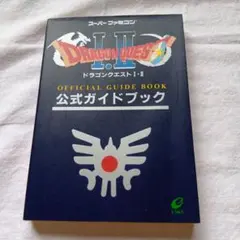 スーパーファミコン
DRAGON QUEST
I・II
ドラゴンクエストI・II
OFFICIAL GUIDE BOOK
公式ガイドブック
ENIX